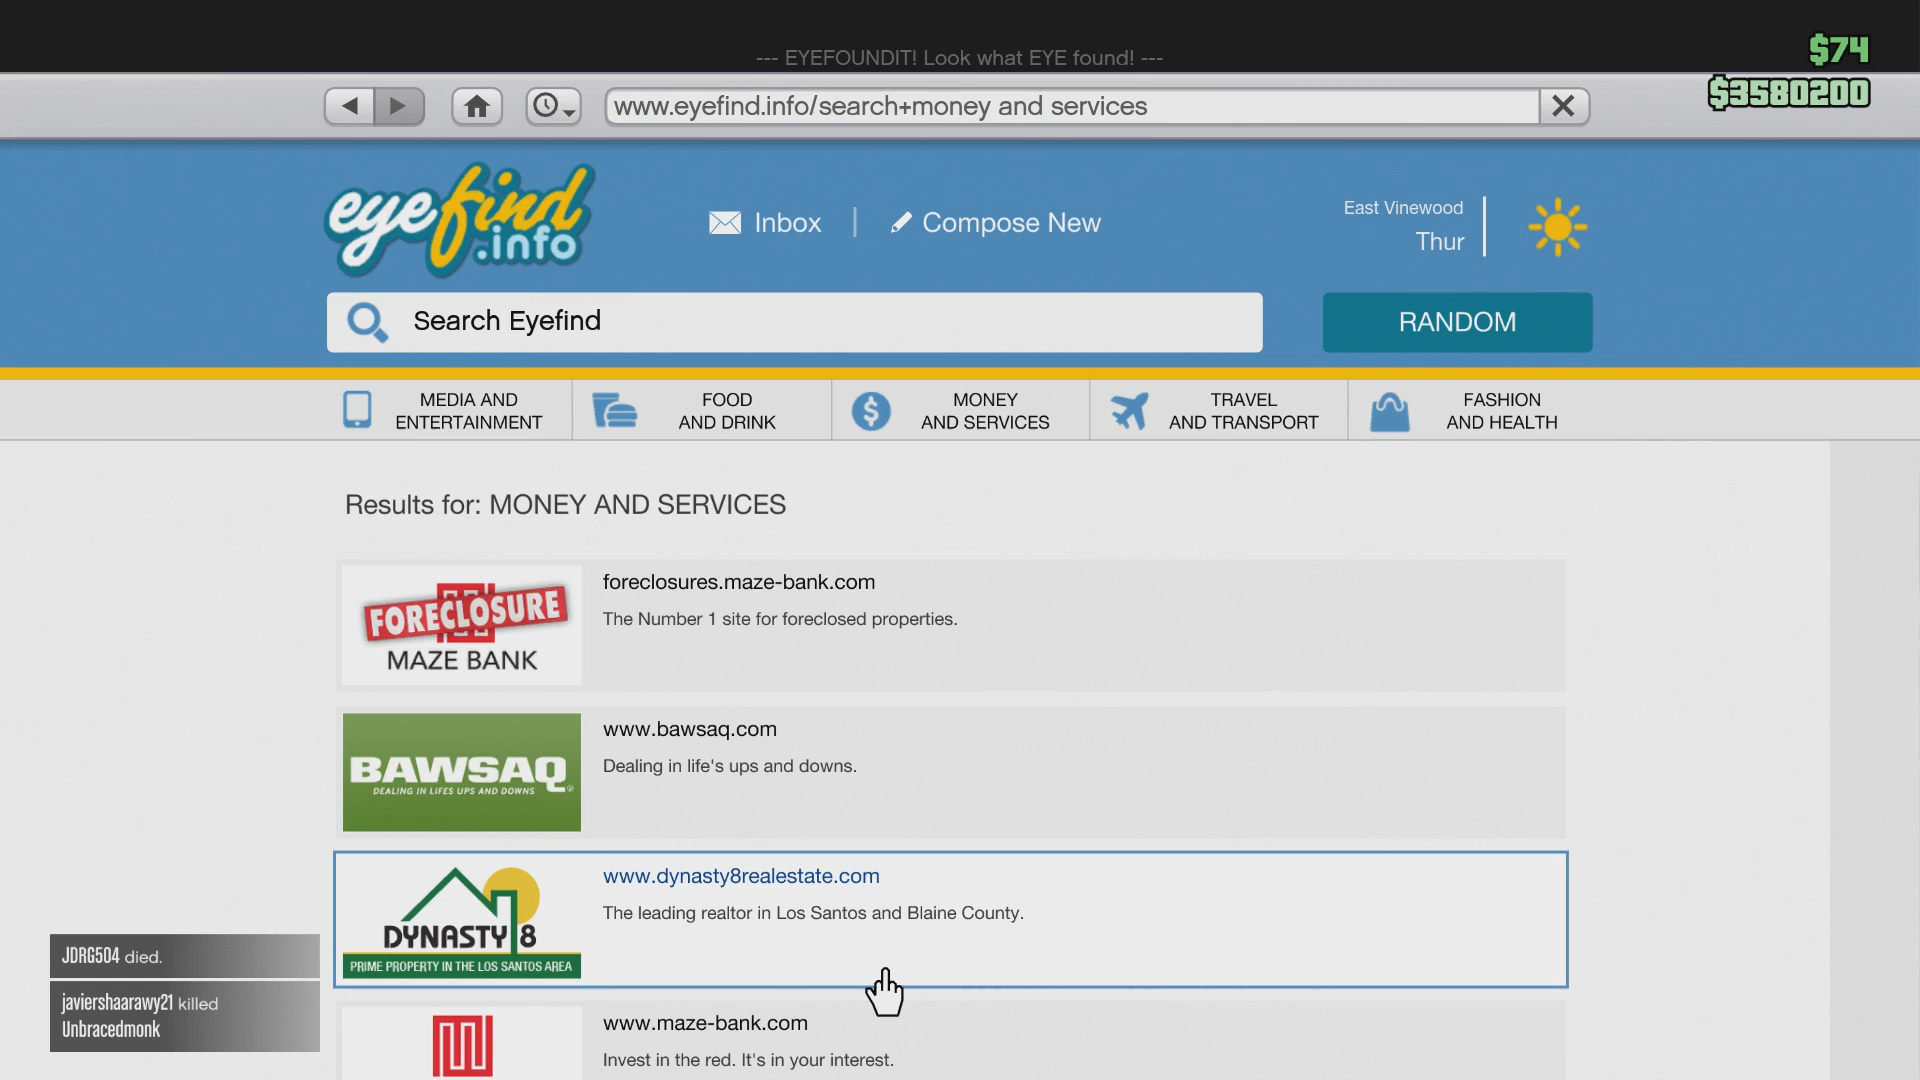 --- EYEFOUNDIT! Look what EYE found! ---
$74
$3580200
www.eyefind.info/search+money and services
eyefind
.info
Inbox
Compose New
East Vinewood
Thur
Search Eyefind
RANDOM
MEDIA AND
ENTERTAINMENT
FOOD
AND DRINK
MONEY
AND SERVICES
TRAVEL
AND TRANSPORT
FASHION
AND HEALTH
Results for: MONEY AND SERVICES
FORECLOSURE
MAZE BANK
foreclosures.maze-bank.com
The Number 1 site for foreclosed properties.
BAWSAQ
DEALING IN LIFES UPS AND DOWNS
www.bawsaq.com
Dealing in life's ups and downs.
DYNASTY 8
PRIME PROPERTY IN THE LOS SANTOS AREA
www.dynasty8realestate.com
The leading realtor in Los Santos and Blaine County.
www.maze-bank.com
Invest in the red. It's in your interest.
JDRG504 died.
javiershaarawy21 killed
Unbracedmonk